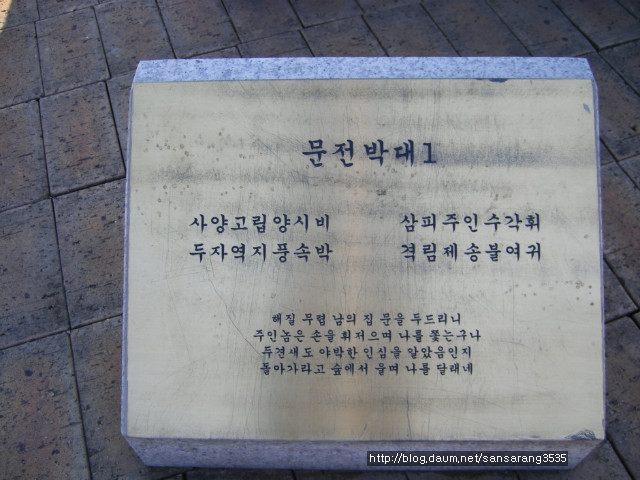 문전박대1
사양고립양시비 삼피주인수각휘
두자역지풍속박 격림제송불여귀
해질 무렵 남의 집 문을 두드리니
주인놈은 손을 휘저으며 나를 쫓는구나
두견새도 야박한 인심을 알았음인지
돌아가라고 숲에서 울며 나를 달래네
http://blog.daum.net/sansarang3535